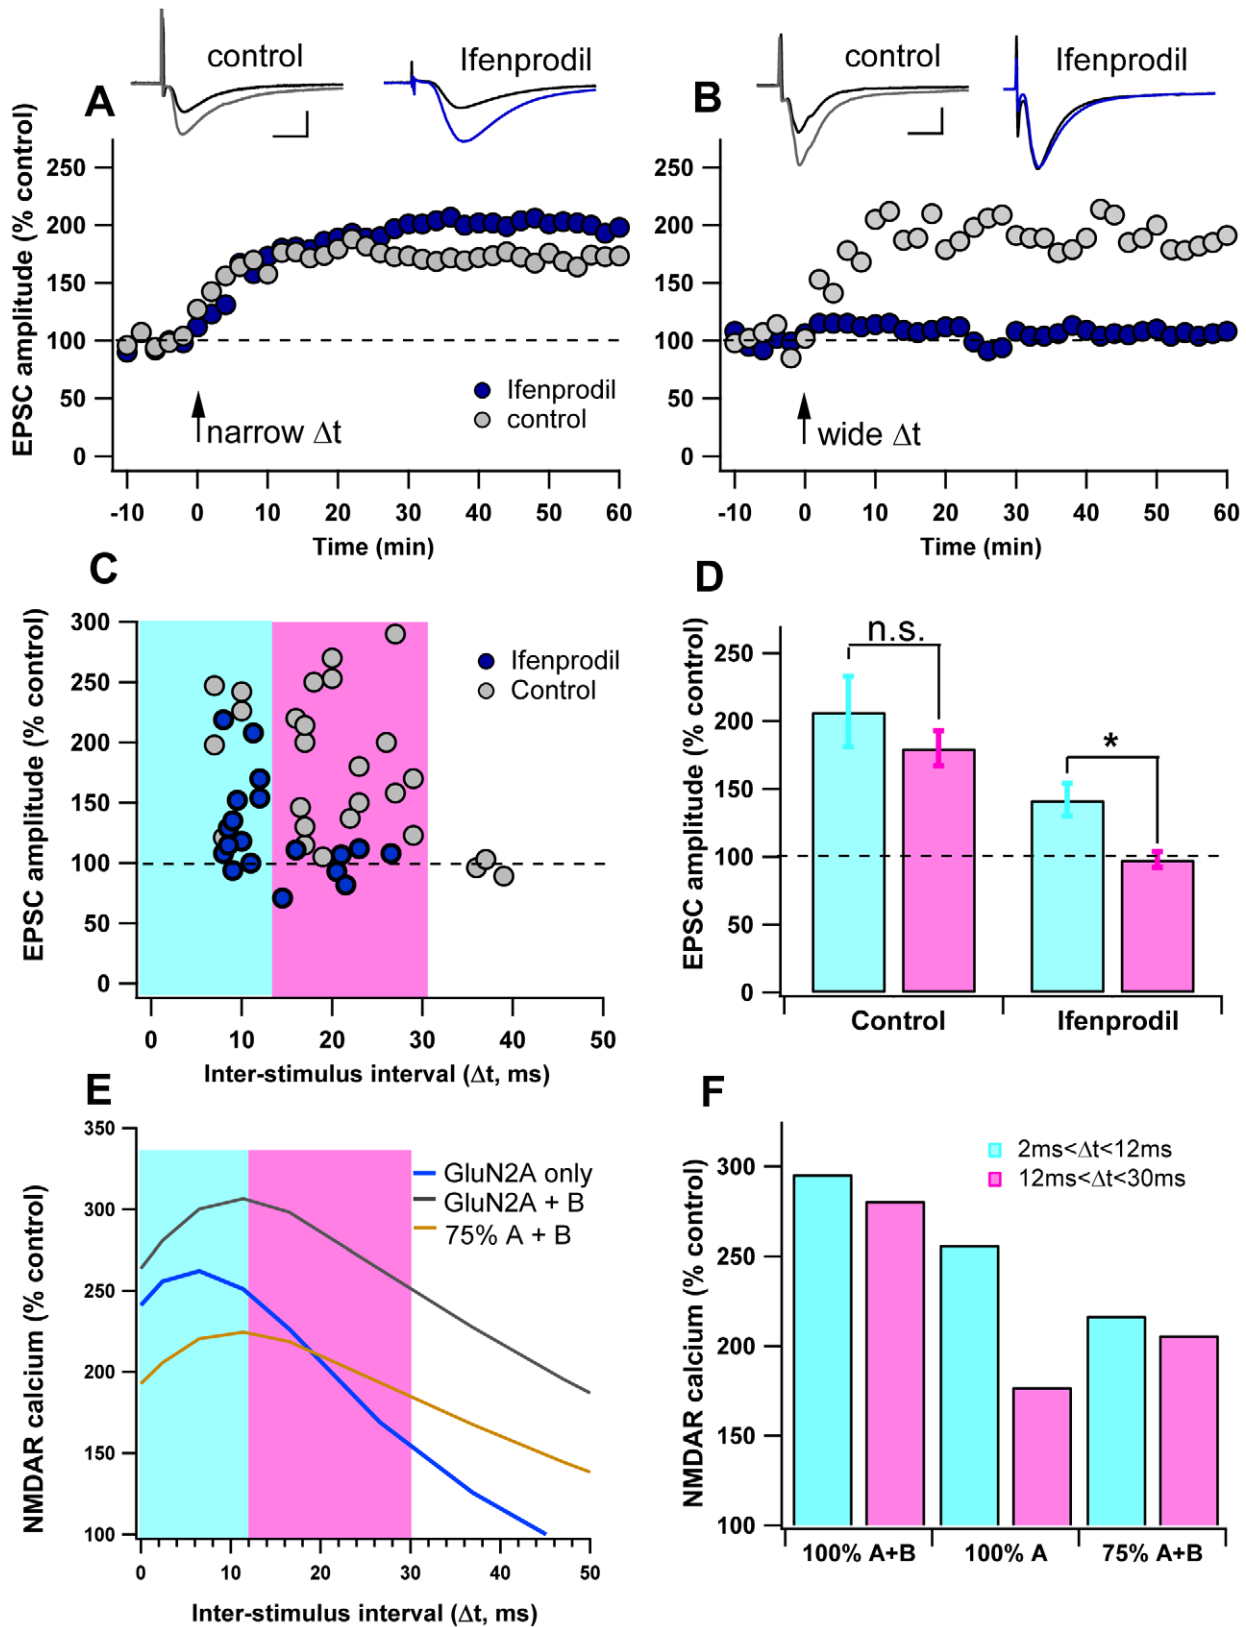 control
Ifenprodil
A
EPSC amplitude (% control)
250
200
150
100
50
0
Ifenprodil
control
narrow Δt
-10 0 10 20 30 40 50 60
Time (min)
control
Ifenprodil
B
250
200
150
100
50
0
wide Δt
-10 0 10 20 30 40 50 60
Time (min)
C
EPSC amplitude (% control)
300
250
200
150
100
50
0
Ifenprodil
Control
0 10 20 30 40 50
Inter-stimulus interval (Δt, ms)
D
EPSC amplitude (% control)
250
200
150
100
50
0
n.s.
*
Control Ifenprodil
E
NMDAR calcium (% control)
350
300
250
200
150
100
GluN2A only
GluN2A + B
75% A + B
0 10 20 30 40 50
Inter-stimulus interval (Δt, ms)
F
NMDAR calcium (% control)
300
250
200
150
100
2ms<Δt<12ms
12ms<Δt<30ms
100% A+B 100% A 75% A+B